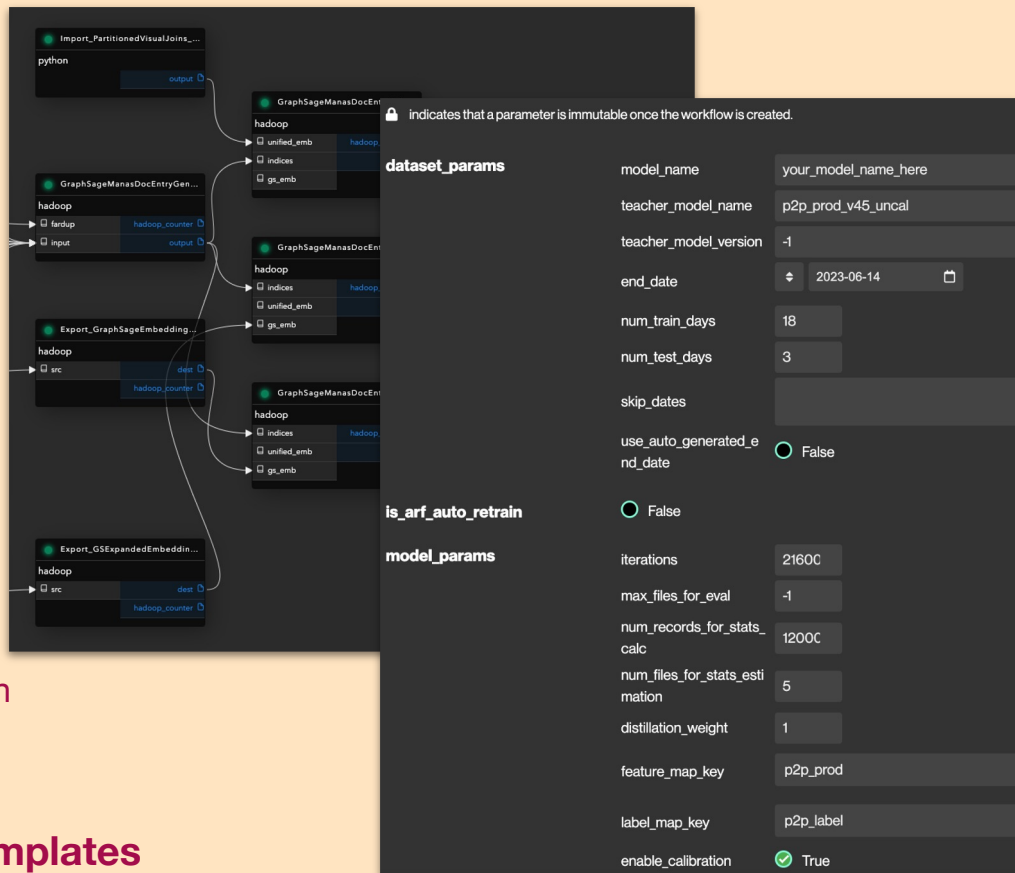 Import_PartitionedVisualJoins_...
python
output
GraphSageManasDocEntryGen...
hadoop
fardup hadoop_counter
input output
Export_GraphSageEmbedding...
hadoop
src dest
hadoop_counter
Export_GSExpandedEmbeddin...
hadoop
src dest
hadoop_counter
GraphSageManasDocEnt
hadoop
unified_emb hadoop_
indices
gs_emb
GraphSageManasDocEnt
hadoop
indices hadoop_
unified_emb
gs_emb
GraphSageManasDocEnt
hadoop
indices hadoop_
unified_emb
gs_emb
indicates that a parameter is immutable once the workflow is created.
dataset_params
model_name your_model_name_here
teacher_model_name p2p_prod_v45_uncal
teacher_model_version -1
end_date 2023-06-14
num_train_days 18
num_test_days 3
skip_dates
use_auto_generated_e
nd_date
False
is_arf_auto_retrain False
model_params
iterations 21600
max_files_for_eval -1
num_records_for_stats_
calc
12000
num_files_for_stats_esti
mation
5
distillation_weight 1
feature_map_key p2p_prod
label_map_key p2p_label
enable_calibration True
n
mplates